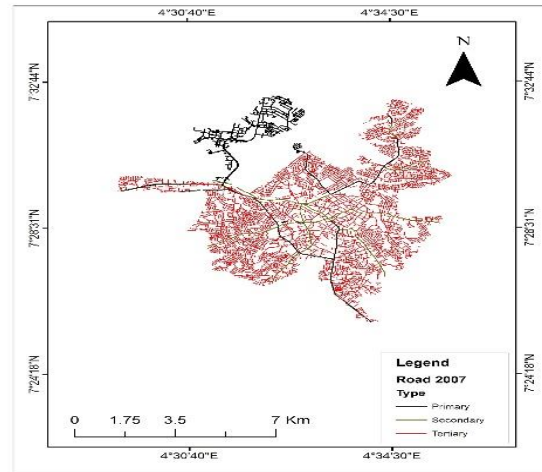 4°30'40"E 4°34'30"E
N
7°32'44"N 7°32'44"N
7°28'31"N 7°28'31"N
7°24'18"N 7°24'18"N
Legend
Road 2007
Type
Primary
Secondary
Tertiary
0 1.75 3.5 7 Km
4°30'40"E 4°34'30"E